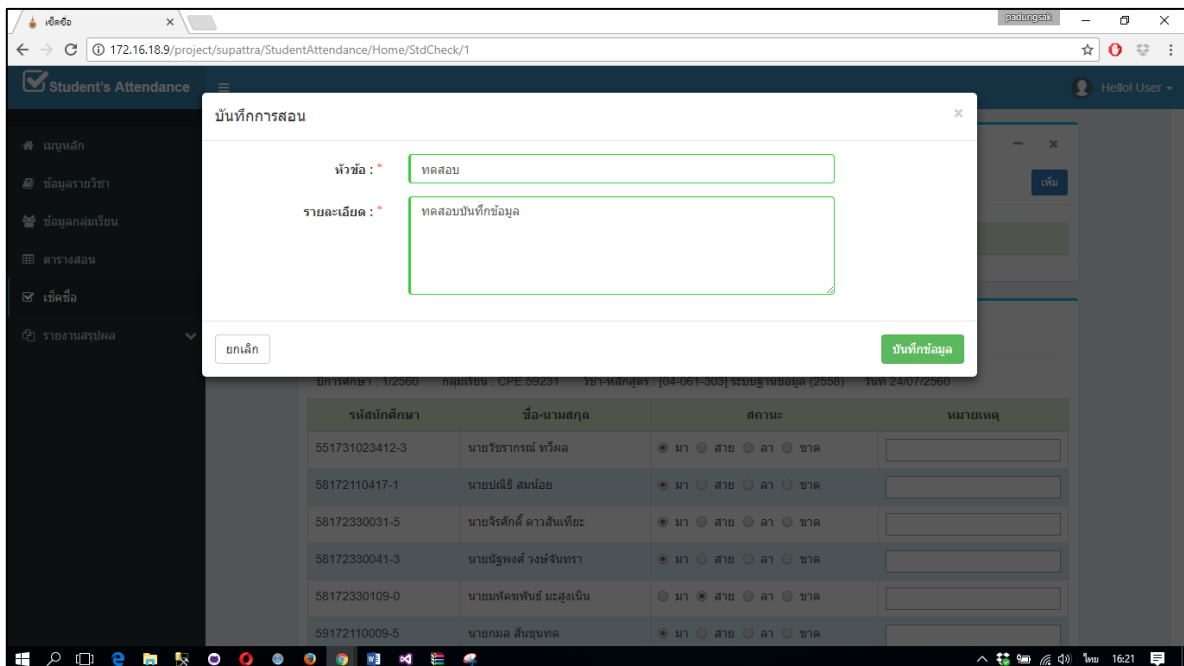 เช็คชื่อ
padungsak
172.16.18.9/project/supattra/StudentAttendance/Home/StdCheck/1
Student's Attendance
Hello! User
บันทึกการสอน
หัวข้อ : * ทดสอบ
รายละเอียด : * ทดสอบบันทึกข้อมูล
ยกเลิก บันทึกข้อมูล
เมนูหลัก
ข้อมูลรายวิชา
ข้อมูลกลุ่มเรียน
ตารางสอน
เช็คชื่อ
รายงานสรุปผล
เพิ่ม
ปีการศึกษา : 1/2560 กลุ่มเรียน : CPE.59231 วิชา-หลักสูตร : [04-061-303] ระบบฐานข้อมูล (2558) วันที่ 24/07/2560
รหัสนักศึกษา ชื่อ-นามสกุล สถานะ หมายเหตุ
551731023412-3 นายวัชรากรณ์ ทวีผล มา สาย ลา ขาด
58172110417-1 นายปณิธิ สมน้อย มา สาย ลา ขาด
58172330031-5 นายจิรศักดิ์ ดาวสันเทียะ มา สาย ลา ขาด
58172330041-3 นายนัฐพงศ์ วงษ์จันทรา มา สาย ลา ขาด
58172330109-0 มะสูงเนิน มา สาย ลา ขาด
59172110009-5 นายกมล สันขุนทด มา สาย ลา ขาด
ไทย 16:21